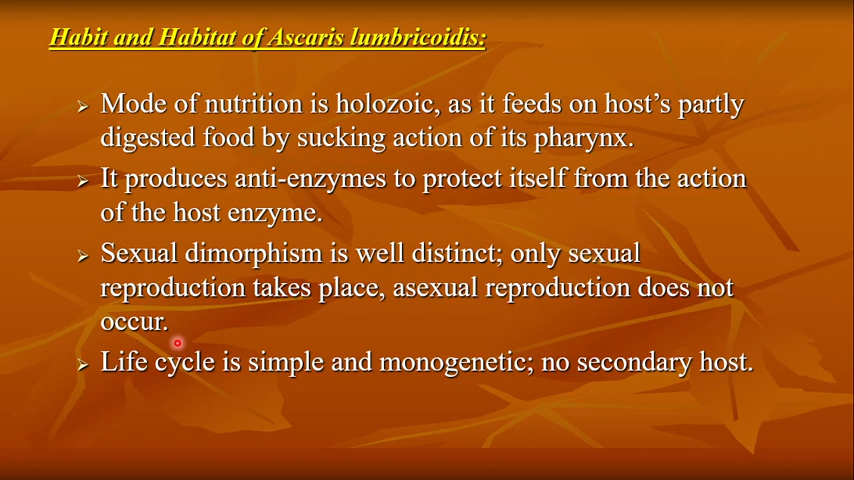 Habit and Habitat of Ascaris lumbricoidis:
➢ Mode of nutrition is holozoic, as it feeds on host’s partly
digested food by sucking action of its pharynx.
➢ It produces anti-enzymes to protect itself from the action
of the host enzyme.
➢ Sexual dimorphism is well distinct; only sexual
reproduction takes place, asexual reproduction does not
occur.
➢ Life cycle is simple and monogenetic; no secondary host.